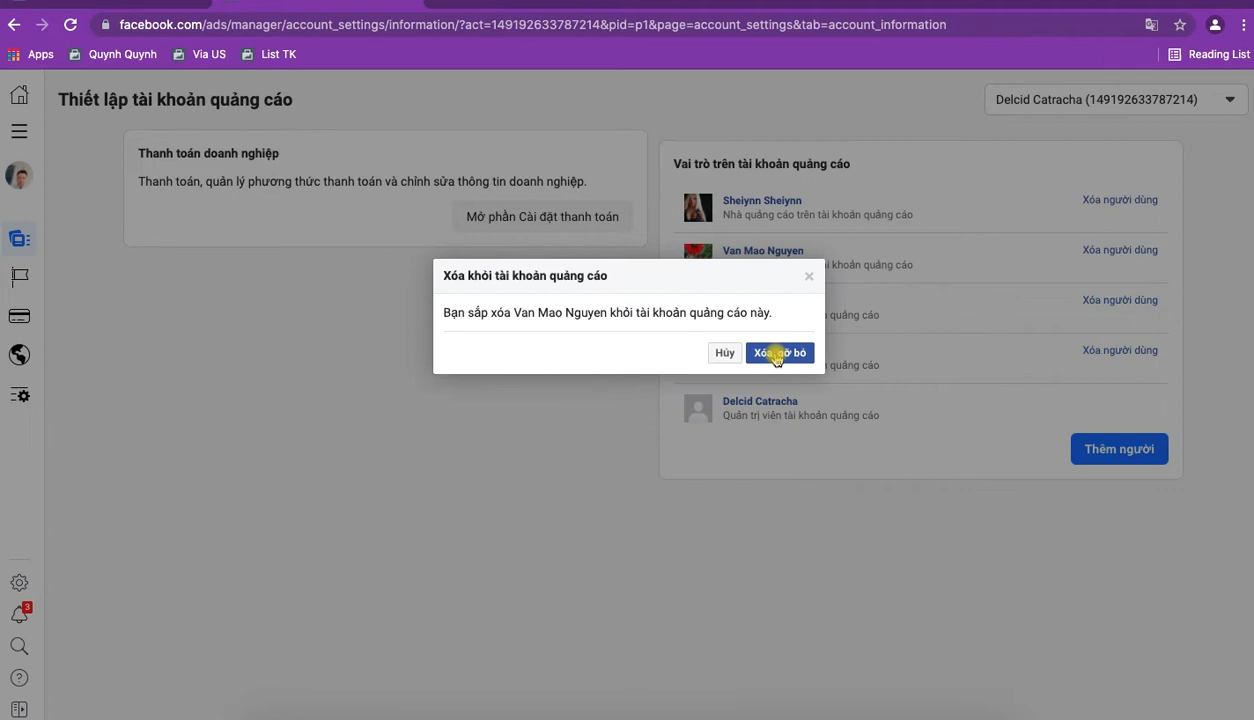 facebook.com/ads/manager/account_settings/information/?act=149192633787214&pid=p1&page=account_settings&tab=account_information
Apps Quynh Quynh Via US List TK Reading List
Thiết lập tài khoản quảng cáo
Delcid Catracha (149192633787214)
Thanh toán doanh nghiệp
Thanh toán, quản lý phương thức thanh toán và chỉnh sửa thông tin doanh nghiệp.
Mở phần Cài đặt thanh toán
Vai trò trên tài khoản quảng cáo
Sheiynn Sheiynn
Xóa người dùng
Nhà quảng cáo trên tài khoản quảng cáo
Van Mao Nguyen
Xóa người dùng
khoản quảng cáo
Xóa người dùng
quảng cáo
Xóa người dùng
quảng cáo
Delcid Catracha
Quản trị viên tài khoản quảng cáo
Thêm người
Xóa khỏi tài khoản quảng cáo
Bạn sắp xóa Van Mao Nguyen khỏi tài khoản quảng cáo này.
Hủy
Xóa, gỡ bỏ
3